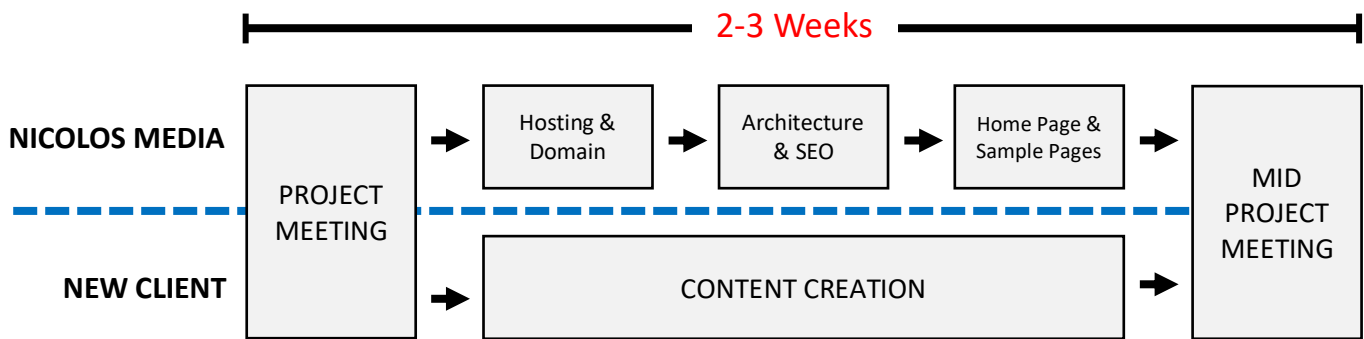 2-3 Weeks
NICOLOS MEDIA
PROJECT
MEETING
Hosting &
Domain
Architecture
& SEO
Home Page &
Sample Pages
MID
PROJECT
MEETING
NEW CLIENT
CONTENT CREATION